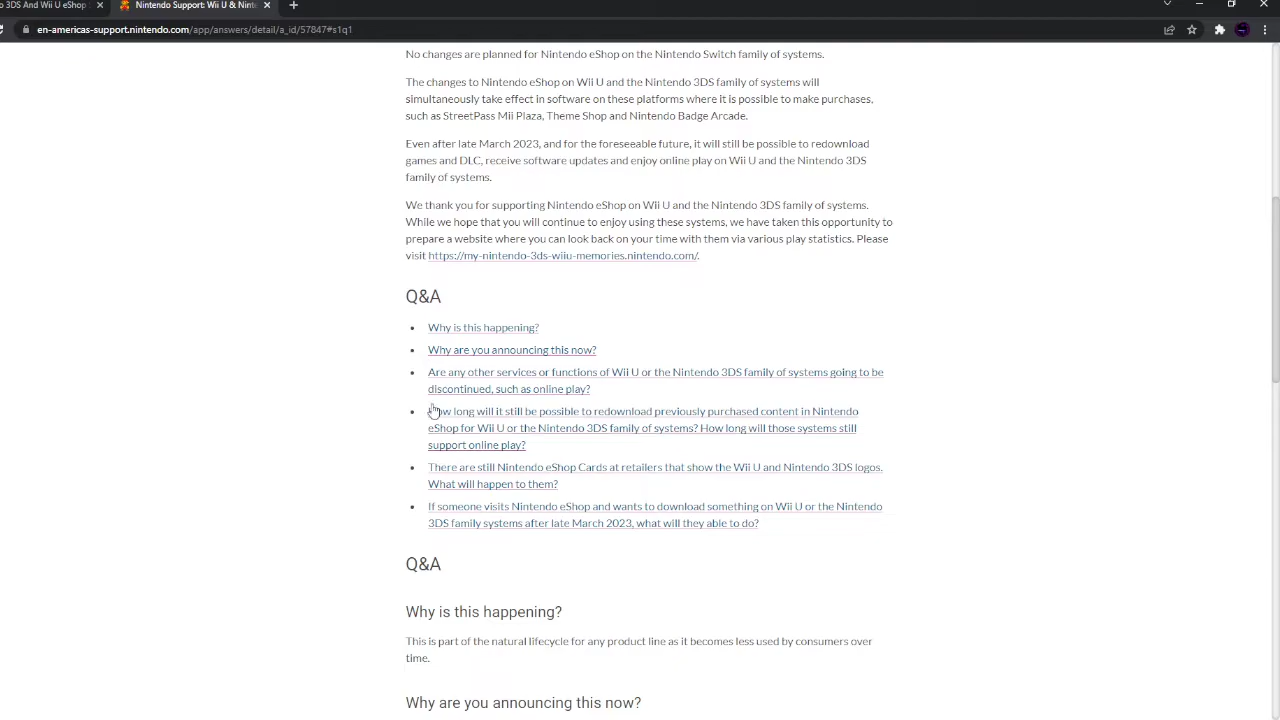 3DS And Wii U eShop
Nintendo Support: Wii U & Ninte
en-americas-support.nintendo.com/app/answers/detail/a_id/57847#s1q1
No changes are planned for Nintendo eShop on the Nintendo Switch family of systems.
The changes to Nintendo eShop on Wii U and the Nintendo 3DS family of systems will
simultaneously take effect in software on these platforms where it is possible to make purchases,
such as StreetPass Mii Plaza, Theme Shop and Nintendo Badge Arcade.
Even after late March 2023, and for the foreseeable future, it will still be possible to redownload
games and DLC, receive software updates and enjoy online play on Wii U and the Nintendo 3DS
family of systems.
We thank you for supporting Nintendo eShop on Wii U and the Nintendo 3DS family of systems.
While we hope that you will continue to enjoy using these systems, we have taken this opportunity to
prepare a website where you can look back on your time with them via various play statistics. Please
visit https://my-nintendo-3ds-wiiu-memories.nintendo.com/.
Q&A
• Why is this happening?
• Why are you announcing this now?
• Are any other services or functions of Wii U or the Nintendo 3DS family of systems going to be
discontinued, such as online play?
• How long will it still be possible to redownload previously purchased content in Nintendo
eShop for Wii U or the Nintendo 3DS family of systems? How long will those systems still
support online play?
• There are still Nintendo eShop Cards at retailers that show the Wii U and Nintendo 3DS logos.
What will happen to them?
• If someone visits Nintendo eShop and wants to download something on Wii U or the Nintendo
3DS family systems after late March 2023, what will they able to do?
Q&A
Why is this happening?
This is part of the natural lifecycle for any product line as it becomes less used by consumers over
time.
Why are you announcing this now?